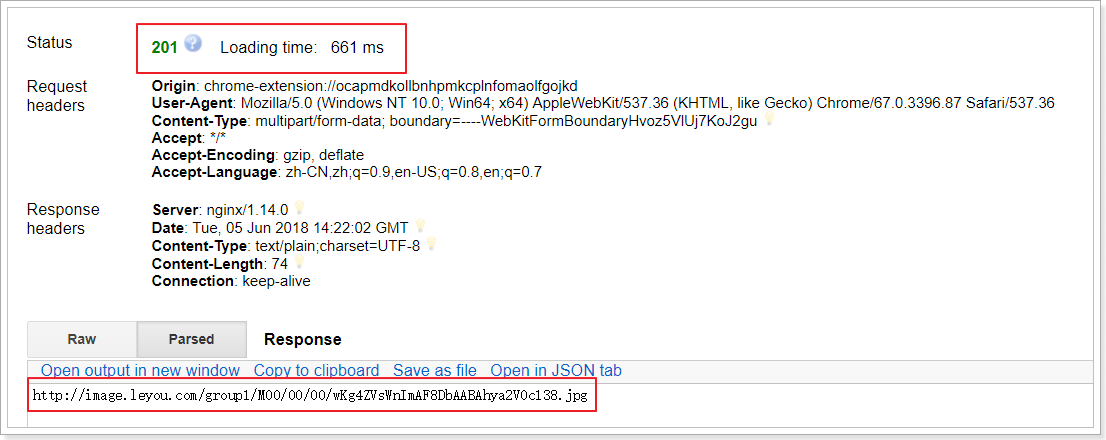 Status 201 Loading time: 661 ms
Request headers
Origin: chrome-extension://ocapmdkollbnhpmkcplnfomaolfgojkd
User-Agent: Mozilla/5.0 (Windows NT 10.0; Win64; x64) AppleWebKit/537.36 (KHTML, like Gecko) Chrome/67.0.3396.87 Safari/537.36
Content-Type: multipart/form-data; boundary=----WebKitFormBoundaryHvoz5VlUj7KoJ2gu
Accept: */*
Accept-Encoding: gzip, deflate
Accept-Language: zh-CN,zh;q=0.9,en-US;q=0.8,en;q=0.7
Response headers
Server: nginx/1.14.0
Date: Tue, 05 Jun 2018 14:22:02 GMT
Content-Type: text/plain;charset=UTF-8
Content-Length: 74
Connection: keep-alive
Raw Parsed Response
Open output in new window Copy to clipboard Save as file Open in JSON tab
http://image.leyou.com/group1/M00/00/00/wKg4ZVsWnImAF8DbAABAhya2V0c138.jpg